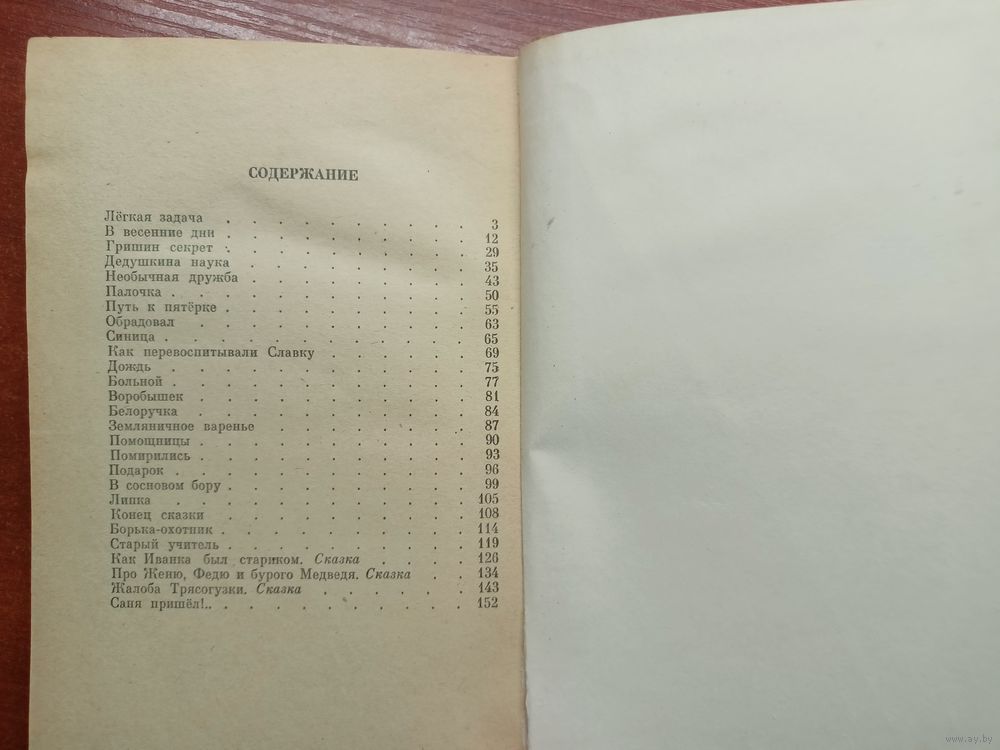 СОДЕРЖАНИЕ
Лёгкая задача . . . . . . . . . . 3
В весенние дни . . . . . . . . . . 12
Гришин секрет . . . . . . . . . . 29
Дедушкина наука . . . . . . . . . 35
Необычная дружба . . . . . . . . . 43
Палочка . . . . . . . . . . . . 50
Путь к пятёрке . . . . . . . . . . 55
Обрадовал . . . . . . . . . . . 63
Синица . . . . . . . . . . . . 65
Как перевоспитывали Славку . . . . . . 69
Дождь . . . . . . . . . . . . 75
Больной . . . . . . . . . . . . 77
Воробышек . . . . . . . . . . . 81
Белоручка . . . . . . . . . . . 84
Земляничное варенье . . . . . . . . 87
Помощницы . . . . . . . . . . . 90
Помирились . . . . . . . . . . . 93
Подарок . . . . . . . . . . . . 96
В сосновом бору . . . . . . . . . . 99
Липка . . . . . . . . . . . . 105
Конец сказки . . . . . . . . . . 108
Борька-охотник . . . . . . . . . . 114
Старый учитель . . . . . . . . . . 119
Как Иванка был стариком. Сказка . . . . 126
Про Женю, Федю и бурого Медведя. Сказка . . 134
Жалоба Трясогузки. Сказка . . . . . . 143
Саня пришёл!.. . . . . . . . . . . 152
www.ay.by